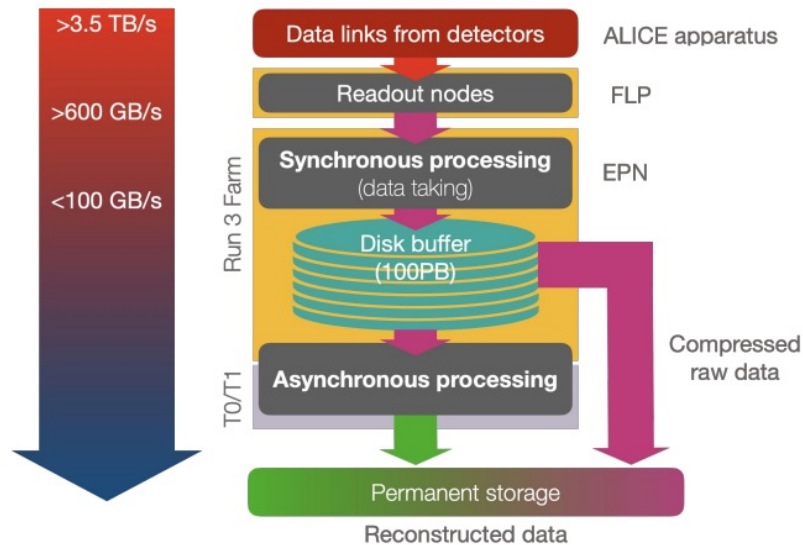 >3.5 TB/s
Data links from detectors
ALICE apparatus
Readout nodes
FLP
>600 GB/s
Synchronous processing
(data taking)
EPN
<100 GB/s
Run 3 Farm
Disk buffer
(100PB)
Compressed
raw data
T0/T1
Asynchronous processing
Permanent storage
Reconstructed data